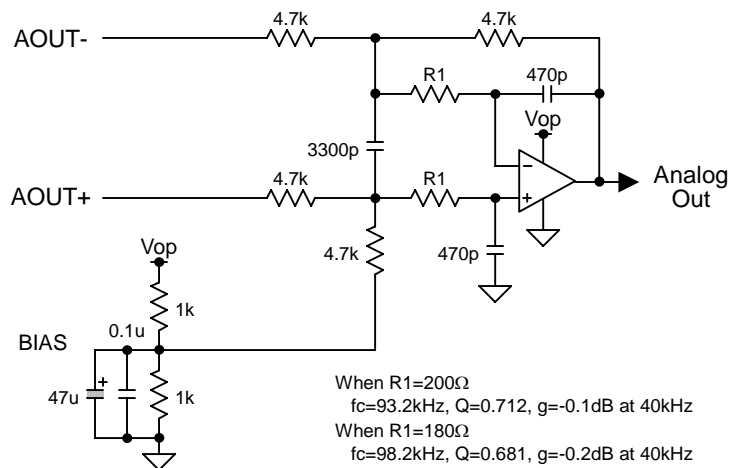 4.7k
4.7k
AOUT-
R1
470p
Vop
3300p
−
4.7k
R1
+
Analog
Out
AOUT+
Vop
4.7k
470p
1k
0.1u
BIAS
+
47u
1k
When R1=200Ω
fc=93.2kHz, Q=0.712, g=-0.1dB at 40kHz
When R1=180Ω
fc=98.2kHz, Q=0.681, g=-0.2dB at 40kHz